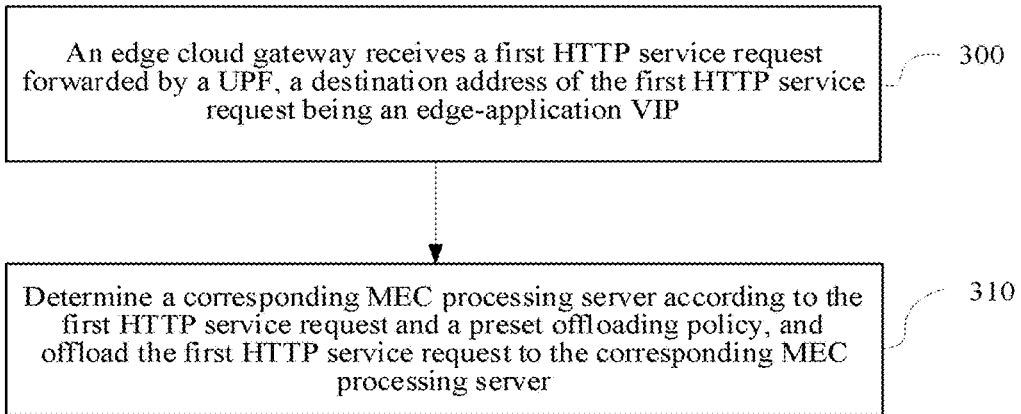 An edge cloud gateway receives a first HTTP service request
forwarded by a UPF, a destination address of the first HTTP service
request being an edge-application VIP
300
Determine a corresponding MEC processing server according to the
first HTTP service request and a preset offloading policy, and
offload the first HTTP service request to the corresponding MEC
processing server
310